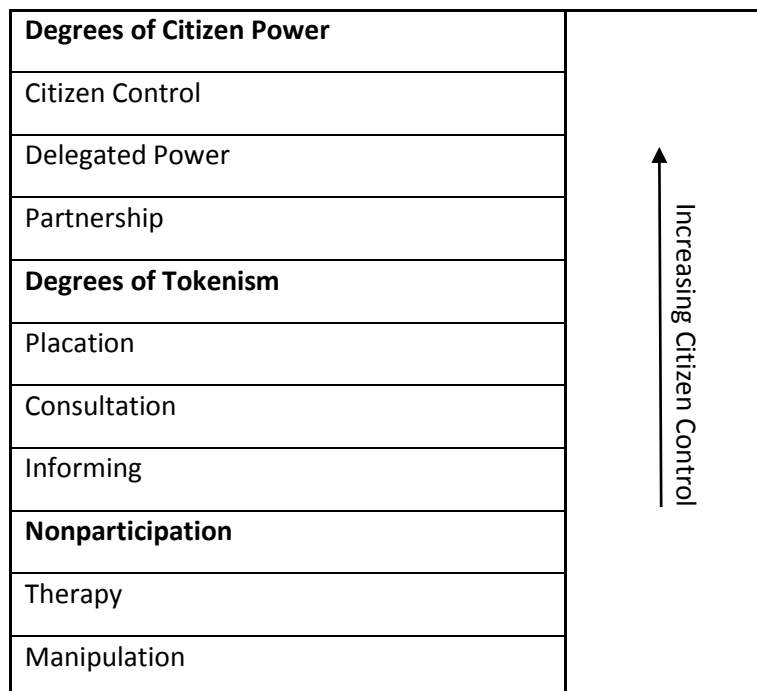 Degrees of Citizen Power
Citizen Control
Delegated Power
Partnership
Degrees of Tokenism
Placation
Consultation
Informing
Nonparticipation
Therapy
Manipulation
Increasing Citizen Control